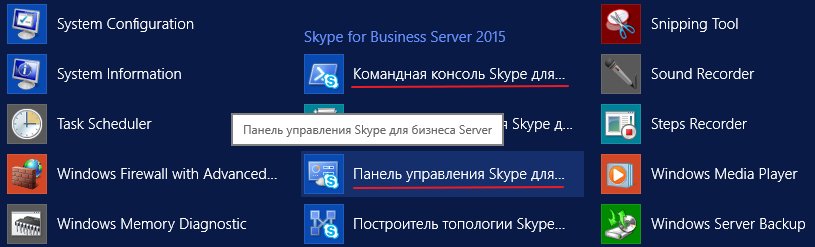 System Configuration
System Information
Task Scheduler
Windows Firewall with Advanced...
Windows Memory Diagnostic
Skype for Business Server 2015
Командная консоль Skype для...
я Skype д...
Панель управления Skype для бизнеса Server
Панель управления Skype для...
Построитель топологии Skype...
Snipping Tool
Sound Recorder
Steps Recorder
Windows Media Player
Windows Server Backup